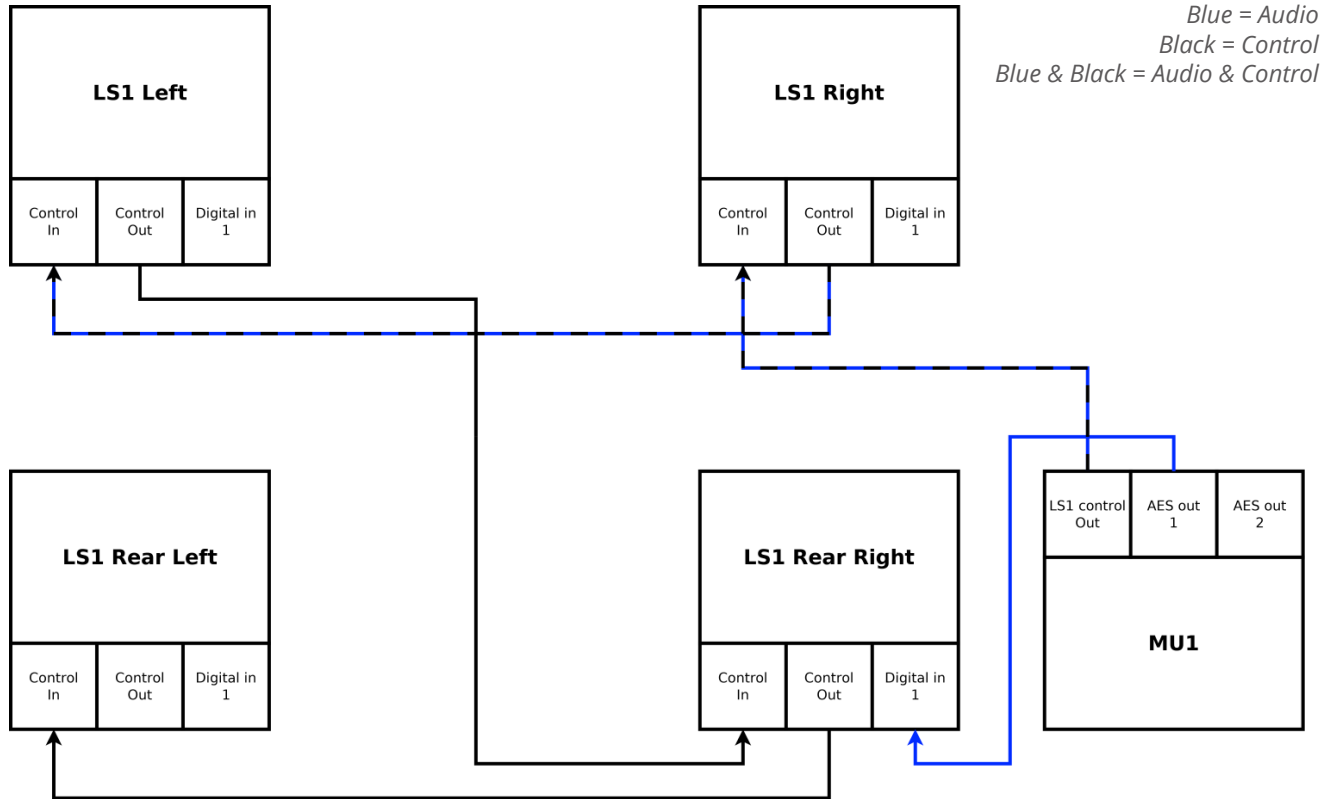 Blue = Audio
Black = Control
Blue & Black = Audio & Control
LS1 Left
Control
In
Control
Out
Digital in
1
LS1 Right
Control
In
Control
Out
Digital in
1
LS1 Rear Left
Control
In
Control
Out
Digital in
1
LS1 Rear Right
Control
In
Control
Out
Digital in
1
LS1 control
Out
AES out
1
AES out
2
MU1